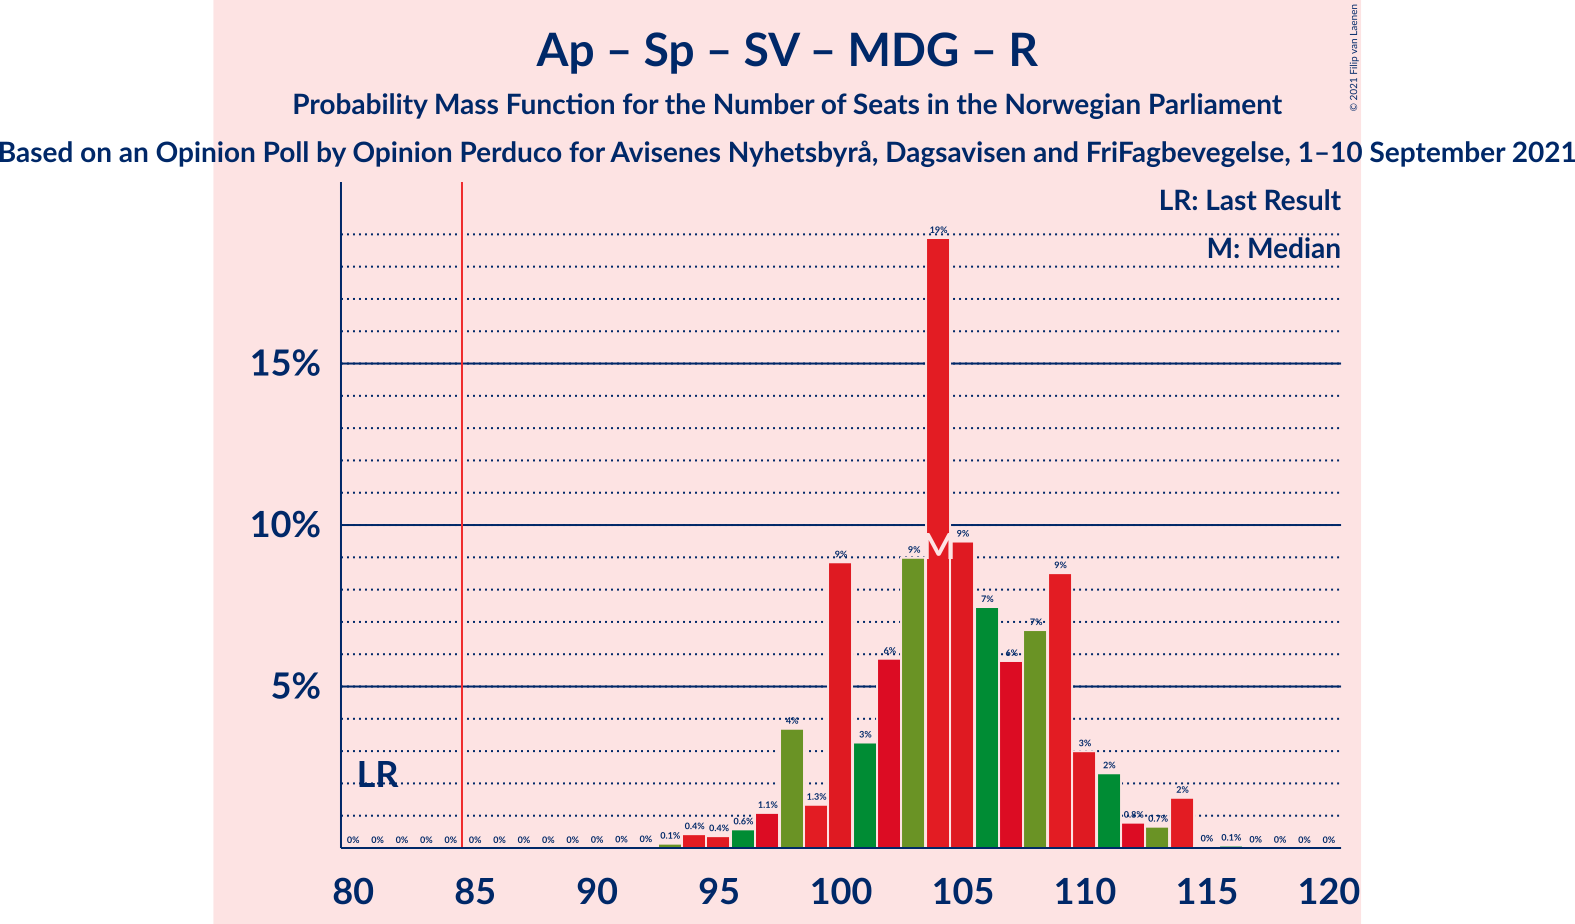 Ap – Sp – SV – MDG – R
Probability Mass Function for the Number of Seats in the Norwegian Parliament
Based on an Opinion Poll by Opinion Perduco for Avisenes Nyhetsbyrå, Dagsavisen and FriFagbevegelse, 1–10 September 2021
© 2021 Filip van Laenen
LR: Last Result
M: Median
15%
10%
5%
LR
M
0% 0% 0% 0% 0% 0% 0% 0% 0% 0% 0% 0% 0% 0.1% 0.4% 0.4% 0.6% 1.1% 4% 1.3% 9% 3% 6% 9% 19% 9% 7% 6% 7% 9% 3% 2% 0.8% 0.7% 2% 0% 0.1% 0% 0% 0% 0%
80 85 90 95 100 105 110 115 120